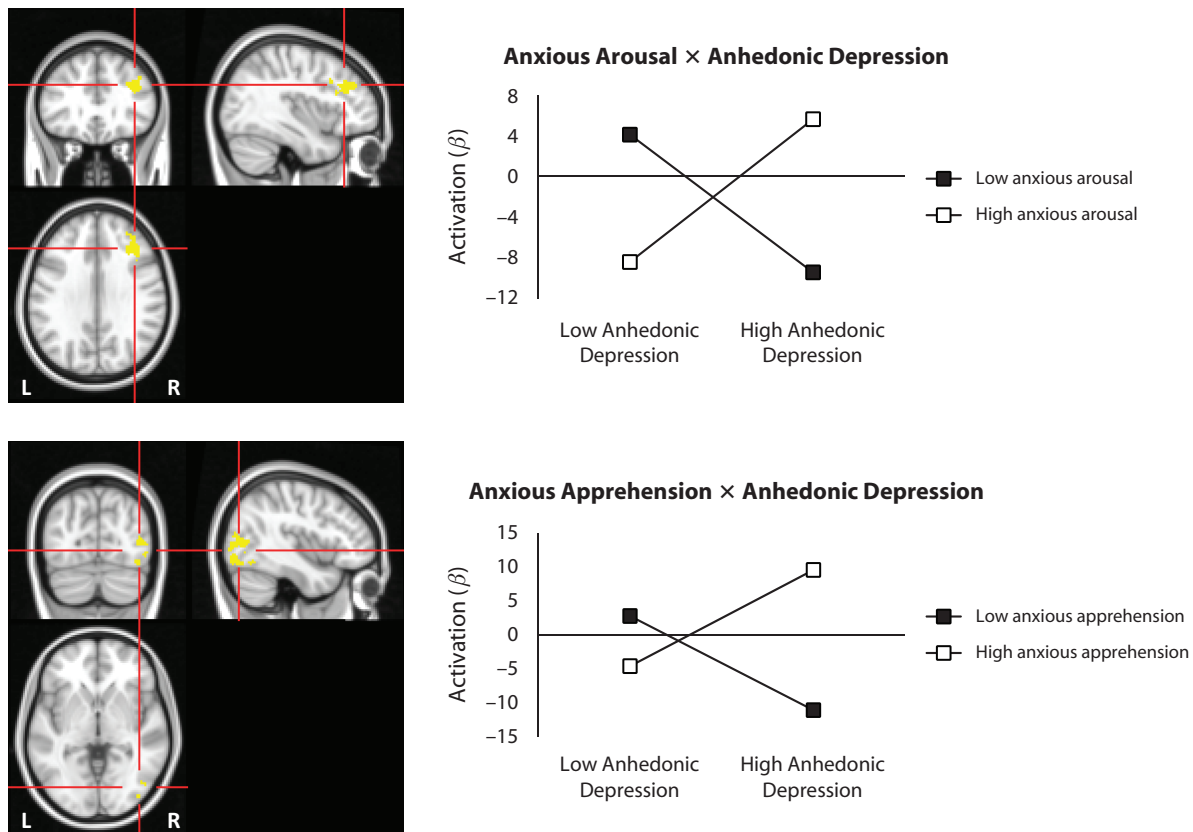 L
R
Anxious Arousal × Anhedonic Depression
Activation (β)
8
4
0
–4
–8
–12
Low Anhedonic
Depression
High Anhedonic
Depression
Low anxious arousal
High anxious arousal
L
R
Anxious Apprehension × Anhedonic Depression
Activation (β)
15
10
5
0
–5
–10
–15
Low Anhedonic
Depression
High Anhedonic
Depression
Low anxious apprehension
High anxious apprehension